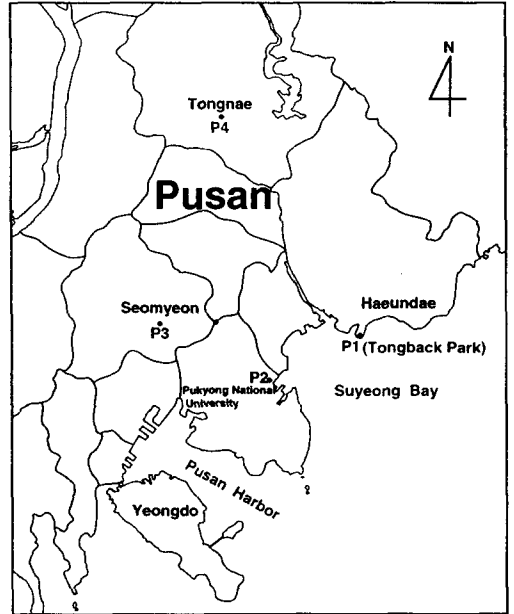 N
Tongnae
P4
Pusan
Haeundae
Seomyeon
P3
P1 (Tongback Park)
P2
Pukyong National
University
Suyeong Bay
Pusan Harbor
Yeongdo